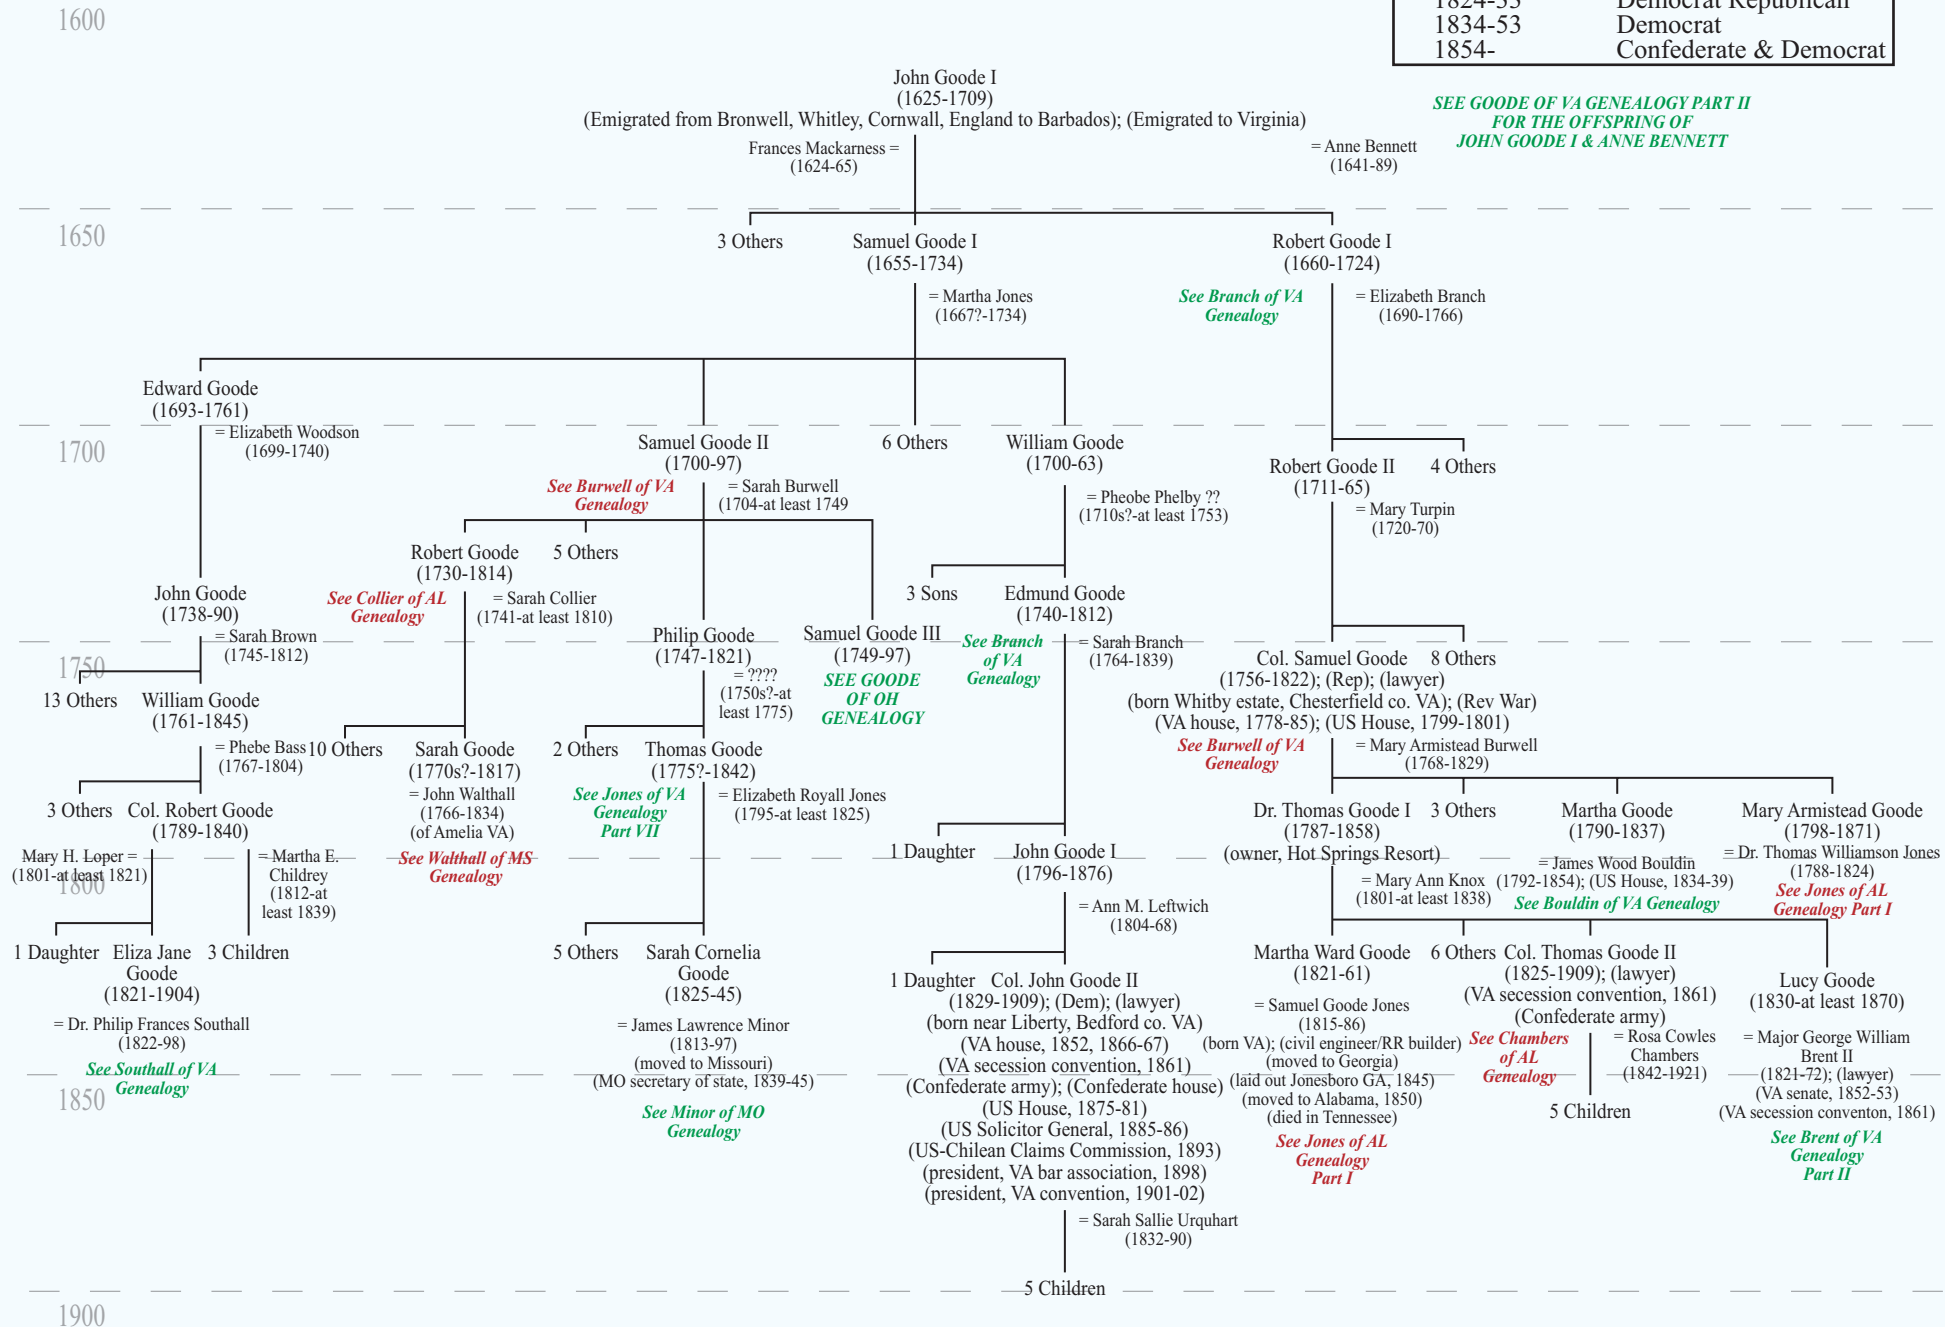 1600
1824-33 Democrat Republican
1834-53 Democrat
1854- Confederate & Democrat
John Goode I
(1625-1709)
(Emigrated from Bronwell, Whitley, Cornwall, England to Barbados); (Emigrated to Virginia)
SEE GOODE OF VA GENEALOGY PART II
FOR THE OFFSPRING OF
JOHN GOODE I & ANNE BENNETT
Frances Mackarness =
(1624-65)
= Anne Bennett
(1641-89)
1650
3 Others
Samuel Goode I
(1655-1734)
Robert Goode I
(1660-1724)
= Martha Jones
(1667?-1734)
See Branch of VA
Genealogy
= Elizabeth Branch
(1690-1766)
Edward Goode
(1693-1761)
= Elizabeth Woodson
(1699-1740)
1700
Samuel Goode II
(1700-97)
6 Others
William Goode
(1700-63)
Robert Goode II
(1711-65)
4 Others
See Burwell of VA
Genealogy
= Sarah Burwell
(1704-at least 1749
= Pheobe Phelby ??
(1710s?-at least 1753)
= Mary Turpin
(1720-70)
Robert Goode
(1730-1814)
5 Others
John Goode
(1738-90)
See Collier of AL
Genealogy
= Sarah Collier
(1741-at least 1810)
3 Sons
Edmund Goode
(1740-1812)
= Sarah Brown
(1745-1812)
Philip Goode
(1747-1821)
Samuel Goode III
(1749-97)
SEE GOODE
OF OH
GENEALOGY
See Branch
of VA
Genealogy
= Sarah Branch
(1764-1839)
1750
Col. Samuel Goode
(1756-1822); (Rep); (lawyer)
(born Whitby estate, Chesterfield co. VA); (Rev War)
(VA house, 1778-85); (US House, 1799-1801)
8 Others
= ????
(1750s?-at
least 1775)
13 Others
William Goode
(1761-1845)
= Phebe Bass
(1767-1804)
10 Others
Sarah Goode
(1770s?-1817)
= John Walthall
(1766-1834)
(of Amelia VA)
See Walthall of MS
Genealogy
2 Others
Thomas Goode
(1775?-1842)
See Jones of VA
Genealogy
Part VII
= Elizabeth Royall Jones
(1795-at least 1825)
See Burwell of VA
Genealogy
= Mary Armistead Burwell
(1768-1829)
3 Others
Col. Robert Goode
(1789-1840)
Dr. Thomas Goode I
(1787-1858)
(owner, Hot Springs Resort)
3 Others
Martha Goode
(1790-1837)
Mary Armistead Goode
(1798-1871)
Mary H. Loper =
(1801-at least 1821)
= Martha E.
Childrey
(1812-at
least 1839)
1 Daughter
John Goode I
(1796-1876)
= James Wood Bouldin
(1792-1854); (US House, 1834-39)
See Bouldin of VA Genealogy
= Dr. Thomas Williamson Jones
(1788-1824)
See Jones of AL
Genealogy Part I
1800
= Mary Ann Knox
(1801-at least 1838)
= Ann M. Leftwich
(1804-68)
1 Daughter
Eliza Jane
Goode
(1821-1904)
3 Children
5 Others
Sarah Cornelia
Goode
(1825-45)
1 Daughter
Col. John Goode II
(1829-1909); (Dem); (lawyer)
(born near Liberty, Bedford co. VA)
(VA house, 1852, 1866-67)
(VA secession convention, 1861)
(Confederate army); (Confederate house)
(US House, 1875-81)
(US Solicitor General, 1885-86)
(US-Chilean Claims Commission, 1893)
(president, VA bar association, 1898)
(president, VA convention, 1901-02)
Martha Ward Goode
(1821-61)
6 Others
Col. Thomas Goode II
(1825-1909); (lawyer)
(VA secession convention, 1861)
(Confederate army)
Lucy Goode
(1830-at least 1870)
= Dr. Philip Frances Southall
(1822-98)
See Southall of VA
Genealogy
= James Lawrence Minor
(1813-97)
(moved to Missouri)
(MO secretary of state, 1839-45)
See Minor of MO
Genealogy
= Samuel Goode Jones
(1815-86)
(born VA); (civil engineer/RR builder)
(moved to Georgia)
(laid out Jonesboro GA, 1845)
(moved to Alabama, 1850)
(died in Tennessee)
See Jones of AL
Genealogy
Part I
See Chambers
of AL
Genealogy
= Rosa Cowles
Chambers
(1842-1921)
= Major George William
Brent II
(1821-72); (lawyer)
(VA senate, 1852-53)
(VA secession conventon, 1861)
See Brent of VA
Genealogy
Part II
1850
5 Children
= Sarah Sallie Urquhart
(1832-90)
5 Children
1900